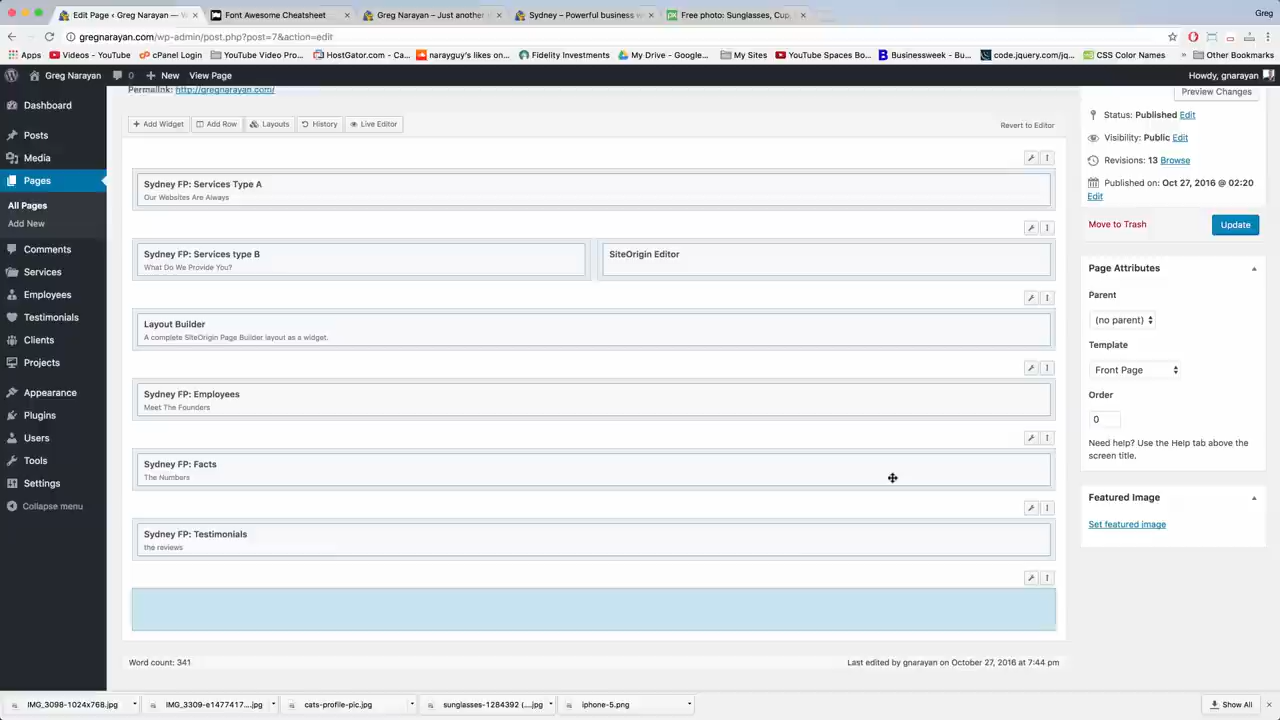 Edit Page ‹ Greg Narayan — W
Font Awesome Cheatsheet
Greg Narayan – Just another
Sydney – Powerful business w
Free photo: Sunglasses, Cup,
Greg
gregnarayan.com/wp-admin/post.php?post=7&action=edit
Apps
Videos - YouTube
cPanel Login
YouTube Space: Vi...
HostGator.com - Ca...
narayguy's likes on...
Fidelity Investments
My Drive - Google...
My Sites
YouTube Spaces Bo...
Businessweek - Bu...
code.jquery.com/jq...
CSS Color Names
»
Other Bookmarks
Greg Narayan
0
New
View Page
Howdy, gnarayan
Dashboard
Posts
Media
Pages
All Pages
Add New
Comments
Services
Employees
Testimonials
Clients
Projects
Appearance
Plugins
Users
Tools
Settings
Collapse menu
Permalink: http://gregnarayan.com/
Add Widget
Add Row
Layouts
History
Live Editor
Revert to Editor
Sydney FP: Services Type A
Our Websites Are Always
Sydney FP: Services type B
What Do We Provide You?
SiteOrigin Editor
Layout Builder
A complete SiteOrigin Page Builder layout as a widget.
Sydney FP: Employees
Meet The Founders
Sydney FP: Facts
The Numbers
Sydney FP: Testimonials
the reviews
Word count: 341
Last edited by gnarayan on October 27, 2016 at 7:44 pm
Preview Changes
Status: Published Edit
Visibility: Public Edit
Revisions: 13 Browse
Published on: Oct 27, 2016 @ 02:20
Edit
Move to Trash
Update
Page Attributes
Parent
(no parent)
Template
Front Page
Order
0
Need help? Use the Help tab above the
screen title.
Featured Image
Set featured image
IMG_3098-1024x768.jpg
IMG_3309-e1477417....jpg
cats-profile-pic.jpg
sunglasses-1284392 (....jpg
iphone-5.png
Show All